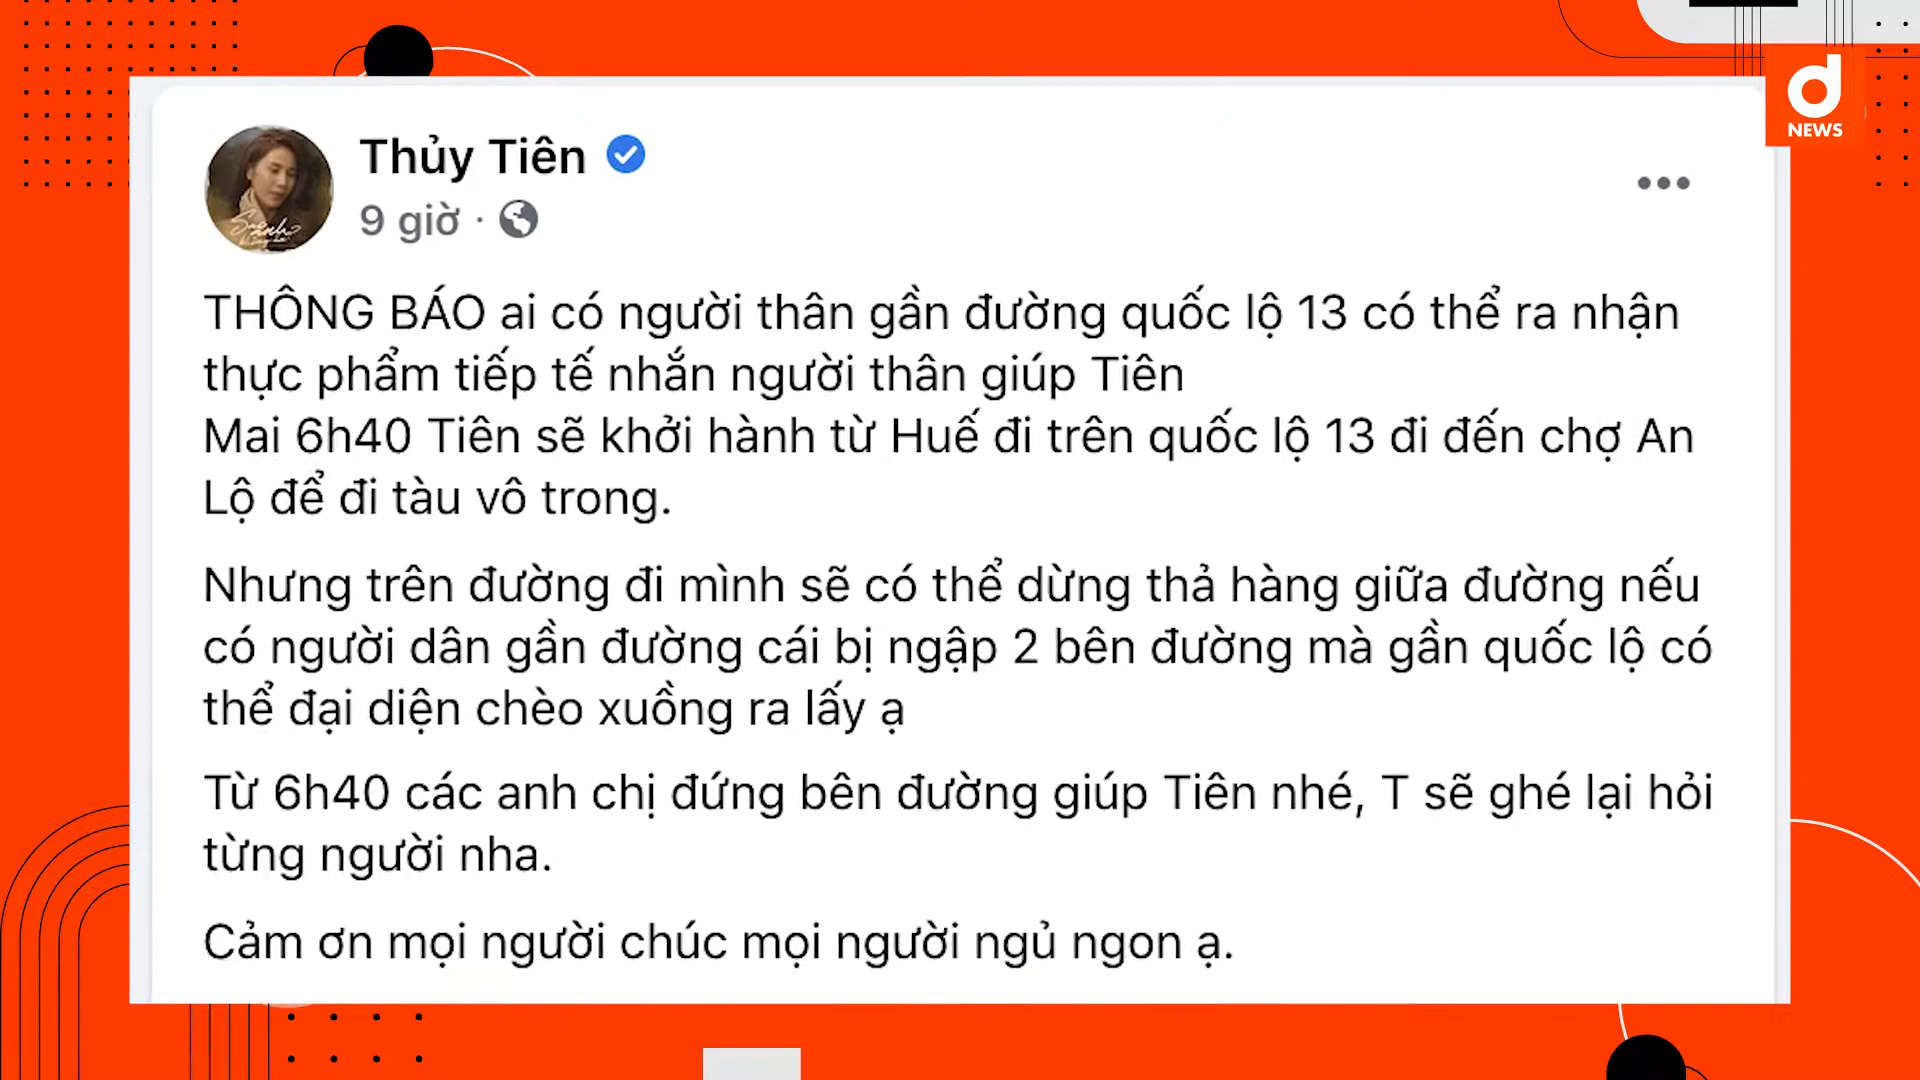 d
NEWS
Thủy Tiên
9 giờ ·
THÔNG BÁO ai có người thân gần đường quốc lộ 13 có thể ra nhận
thực phẩm tiếp tế nhắn người thân giúp Tiên
Mai 6h40 Tiên sẽ khởi hành từ Huế đi trên quốc lộ 13 đi đến chợ An
Lộ để đi tàu vô trong.
Nhưng trên đường đi mình sẽ có thể dừng thả hàng giữa đường nếu
có người dân gần đường cái bị ngập 2 bên đường mà gần quốc lộ có
thể đại diện chèo xuồng ra lấy ạ
Từ 6h40 các anh chị đứng bên đường giúp Tiên nhé, T sẽ ghé lại hỏi
từng người nha.
Cảm ơn mọi người chúc mọi người ngủ ngon ạ.